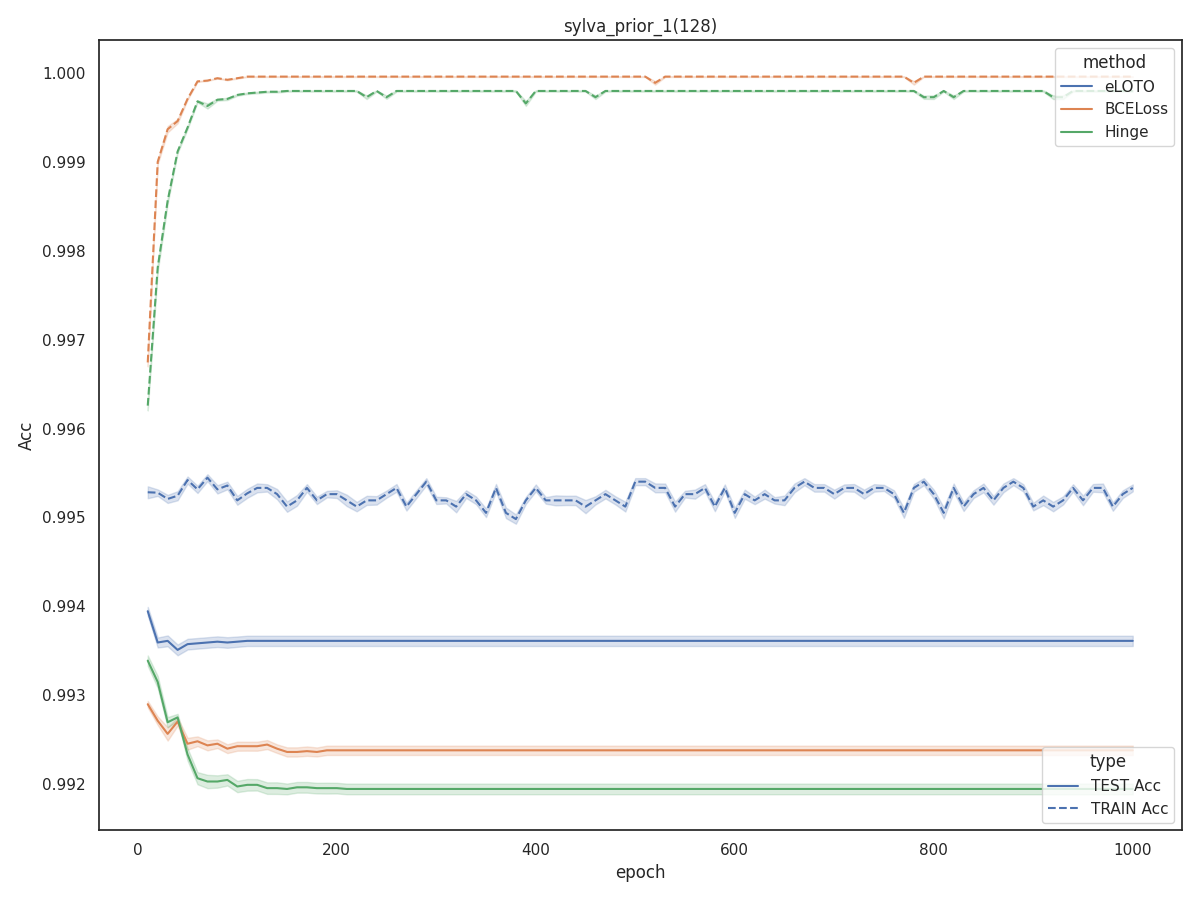 sylva_prior_1(128)
method
eLOTO
BCELoss
Hinge
Acc
1.000
0.999
0.998
0.997
0.996
0.995
0.994
0.993
0.992
type
TEST Acc
TRAIN Acc
0
200
400
600
800
1000
epoch